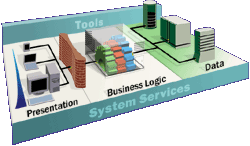 Tools
Presentation
Business Logic
Data
System Services